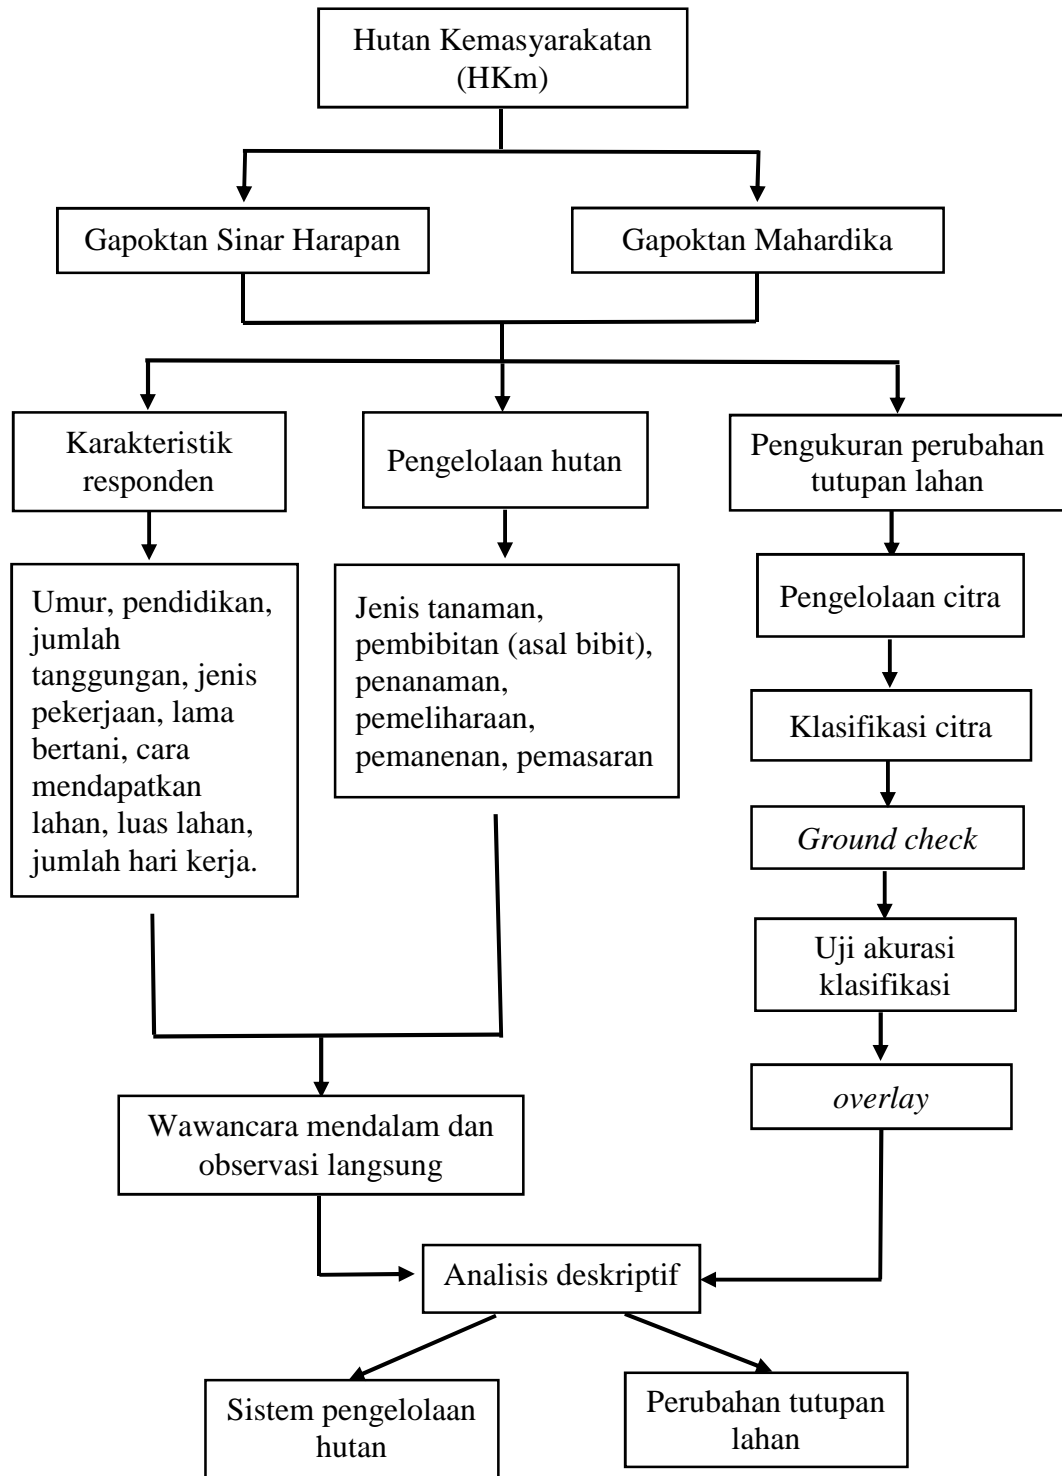 Hutan Kemasyarakatan
(HKm)
Gapoktan Sinar Harapan
Gapoktan Mahardika
Karakteristik
responden
Pengelolaan hutan
Pengukuran perubahan
tutupan lahan
Umur, pendidikan,
jumlah
tanggungan, jenis
pekerjaan, lama
bertani, cara
mendapatkan
lahan, luas lahan,
jumlah hari kerja.
Jenis tanaman,
pembibitan (asal bibit),
penanaman,
pemeliharaan,
pemanenan, pemasaran
Pengelolaan citra
Klasifikasi citra
Ground check
Uji akurasi
klasifikasi
overlay
Wawancara mendalam dan
observasi langsung
Analisis deskriptif
Sistem pengelolaan
hutan
Perubahan tutupan
lahan